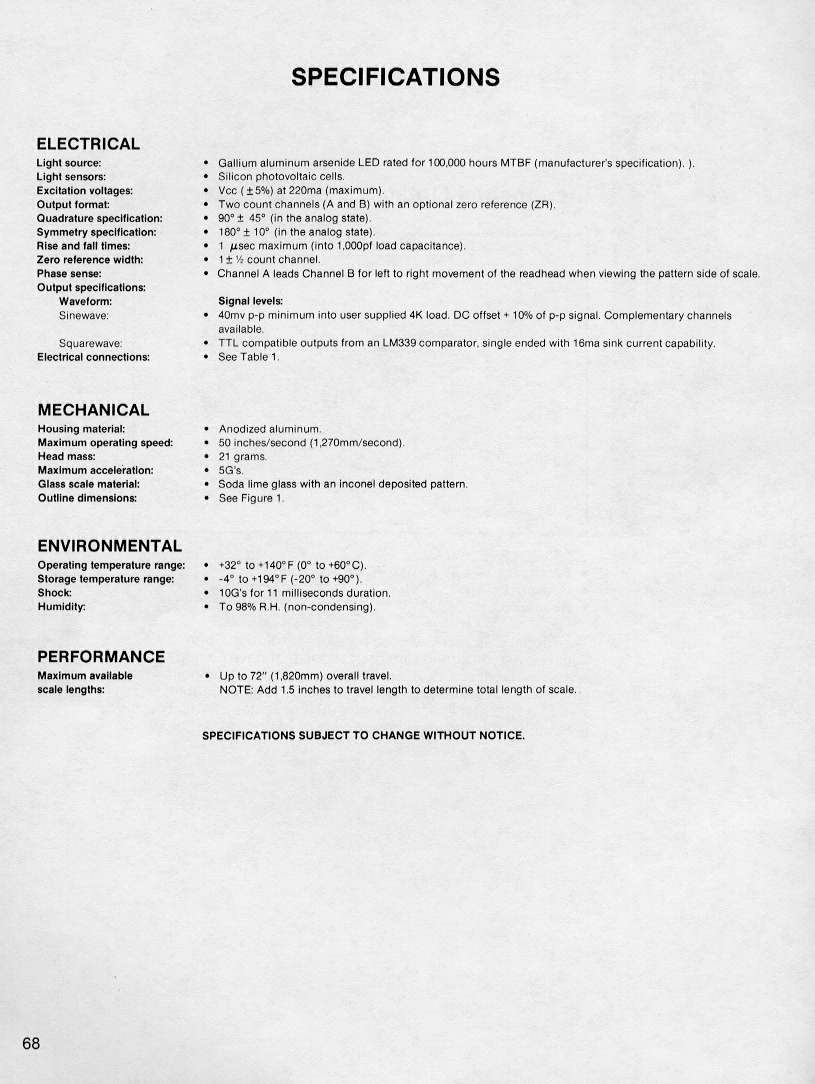 SPECIFICATIONS
ELECTRICAL
Light source: • Gallium aluminum arsenide LED rated for 100,000 hours MTBF (manufacturer's specification). ).
Light sensors: • Silicon photovoltaic cells.
Excitation voltages: • Vcc (±5%) at 220ma (maximum).
Output format: • Two count channels (A and B) with an optional zero reference (ZR).
Quadrature specification: • 90° ± 45° (in the analog state).
Symmetry specification: • 180° ± 10° (in the analog state).
Rise and fall times: • 1 µsec maximum (into 1,000pf load capacitance).
Zero reference width: • 1 ± ½ count channel.
Phase sense: • Channel A leads Channel B for left to right movement of the readhead when viewing the pattern side of scale.
Output specifications:
Waveform: Signal levels:
Sinewave: • 40mv p-p minimum into user supplied 4K load. DC offset + 10% of p-p signal. Complementary channels
available.
Squarewave: • TTL compatible outputs from an LM339 comparator, single ended with 16ma sink current capability.
Electrical connections: • See Table 1.
MECHANICAL
Housing material: • Anodized aluminum.
Maximum operating speed: • 50 inches/second (1,270mm/second).
Head mass: • 21 grams.
Maximum acceleration: • 5G's.
Glass scale material: • Soda lime glass with an inconel deposited pattern.
Outline dimensions: • See Figure 1.
ENVIRONMENTAL
Operating temperature range: • +32° to +140°F (0° to +60°C).
Storage temperature range: • -4° to +194°F (-20° to +90°).
Shock: • 10G's for 11 milliseconds duration.
Humidity: • To 98% R.H. (non-condensing).
PERFORMANCE
Maximum available • Up to 72" (1,820mm) overall travel.
scale lengths: NOTE: Add 1.5 inches to travel length to determine total length of scale.
SPECIFICATIONS SUBJECT TO CHANGE WITHOUT NOTICE.
68